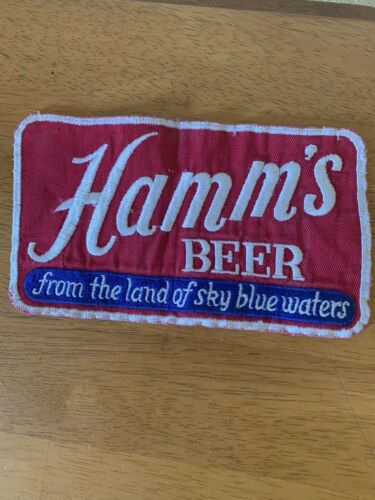 Hamm's
BEER
from the land of sky blue waters